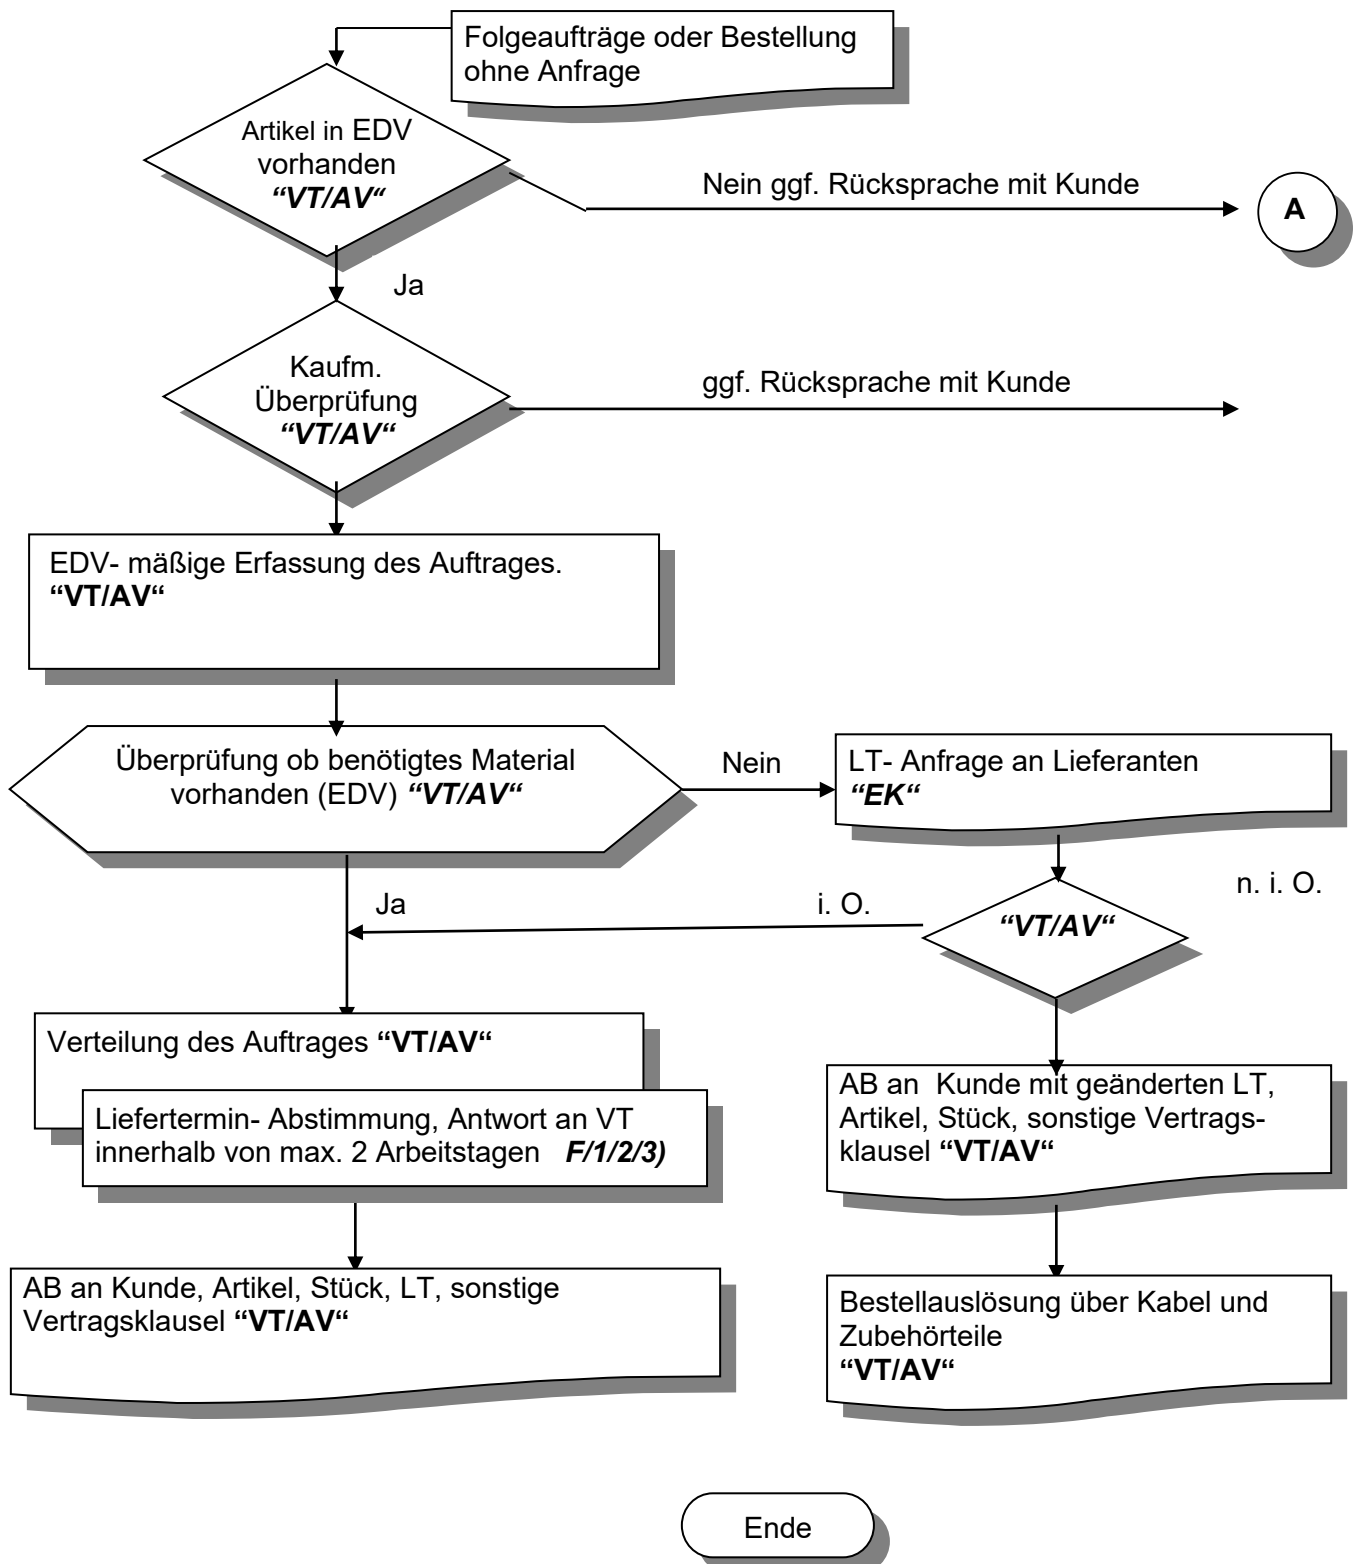 Folgeaufträge oder Bestellung
ohne Anfrage
Artikel in EDV
vorhanden
“VT/AV“
Nein ggf. Rücksprache mit Kunde
A
Ja
Kaufm.
Überprüfung
“VT/AV“
ggf. Rücksprache mit Kunde
EDV- mäßige Erfassung des Auftrages.
“VT/AV“
Überprüfung ob benötigtes Material
vorhanden (EDV) “VT/AV“
Nein
LT- Anfrage an Lieferanten
“EK“
n. i. O.
Ja
i. O.
“VT/AV“
Verteilung des Auftrages “VT/AV“
Liefertermin- Abstimmung, Antwort an VT
innerhalb von max. 2 Arbeitstagen F/1/2/3)
AB an Kunde mit geänderten LT,
Artikel, Stück, sonstige Vertrags-
klausel “VT/AV“
AB an Kunde, Artikel, Stück, LT, sonstige
Vertragsklausel “VT/AV“
Bestellauslösung über Kabel und
Zubehörteile
“VT/AV“
Ende